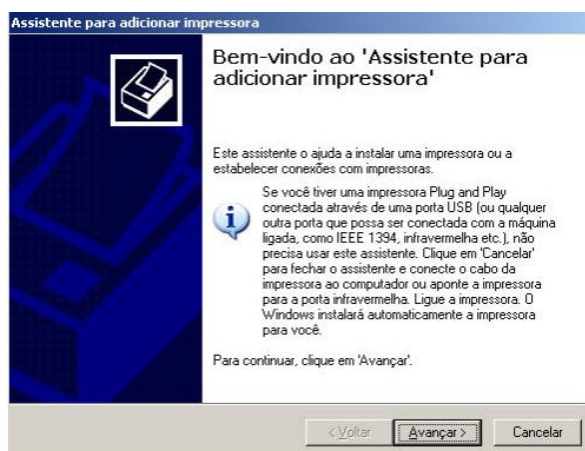 Assistente para adicionar impressora
Bem-vindo ao 'Assistente para
adicionar impressora'
Este assistente o ajuda a instalar uma impressora ou a
estabelecer conexões com impressoras.
Se você tiver uma impressora Plug and Play
conectada através de uma porta USB (ou qualquer
outra porta que possa ser conectada com a máquina
ligada, como IEEE 1394, infravermelha etc.), não
precisa usar este assistente. Clique em 'Cancelar'
para fechar o assistente e conecte o cabo da
impressora ao computador ou aponte a impressora
para a porta infravermelha. Ligue a impressora. O
Windows instalará automaticamente a impressora
para você.
Para continuar, clique em 'Avançar'.
< Voltar Avançar > Cancelar